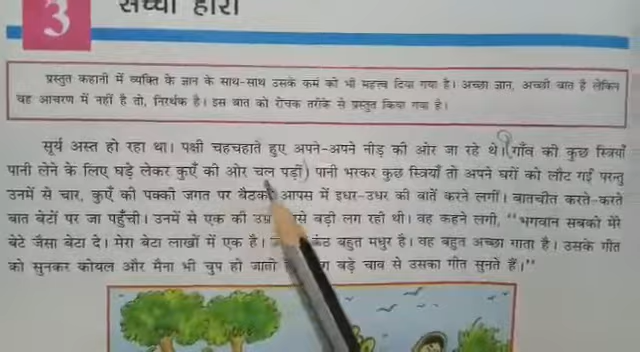 3
सच्चा हीरा
प्रस्तुत कहानी में व्यक्ति के ज्ञान के साथ-साथ उसके कर्म को भी महत्त्व दिया गया है। अच्छा ज्ञान, अच्छी बात है लेकिन
वह आचरण में नहीं है तो, निरर्थक है। इस बात को रोचक तरीके से प्रस्तुत किया गया है।
सूर्य अस्त हो रहा था। पक्षी चहचहाते हुए अपने-अपने नीड़ की ओर जा रहे थे। (गाँव की कुछ स्त्रियाँ
पानी लेने के लिए घड़े लेकर कुएँ की ओर चल पड़ीं) पानी भरकर कुछ स्त्रियाँ तो अपने घरों को लौट गईं परन्तु
उनमें से चार, कुएँ की पक्की जगत पर आपस में इधर-उधर की बातें करने लगीं। बातचीत करते-करते
बात बेटों पर जा पहुँची। उनमें से एक की बड़ी लग रही थी। वह कहने लगी, "भगवान सबको मेरे
बेटे जैसा बेटा दे। मेरा बेटा लाखों में एक है। कंठ बहुत मधुर है। वह बहुत अच्छा गाता है। उसके गीत
को सुनकर कोयल और मैना भी चुप हो जाती बड़े चाव से उसका गीत सुनते हैं।"